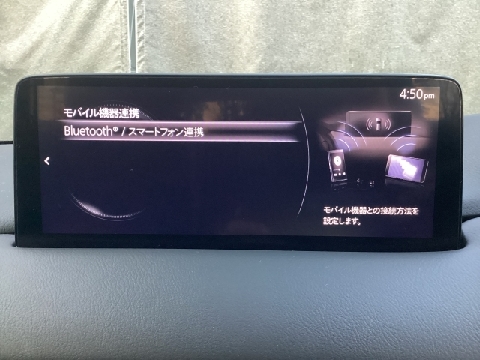 4:50pm
モバイル機器連携
Bluetooth® / スマートフォン連携
モバイル機器との接続方法を
設定します。